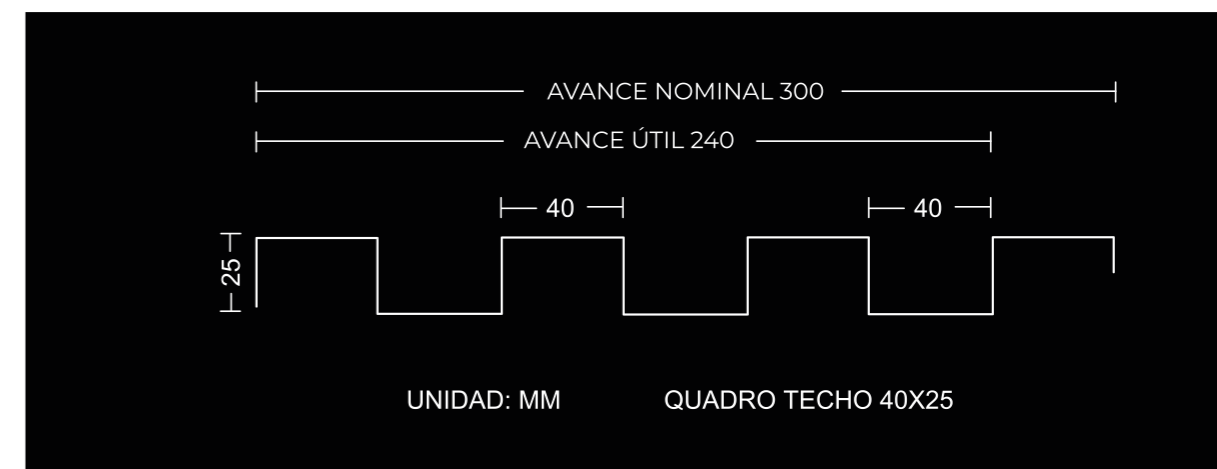 AVANCE NOMINAL 300
AVANCE ÚTIL 240
40
40
25
UNIDAD: MM
QUADRO TECHO 40X25